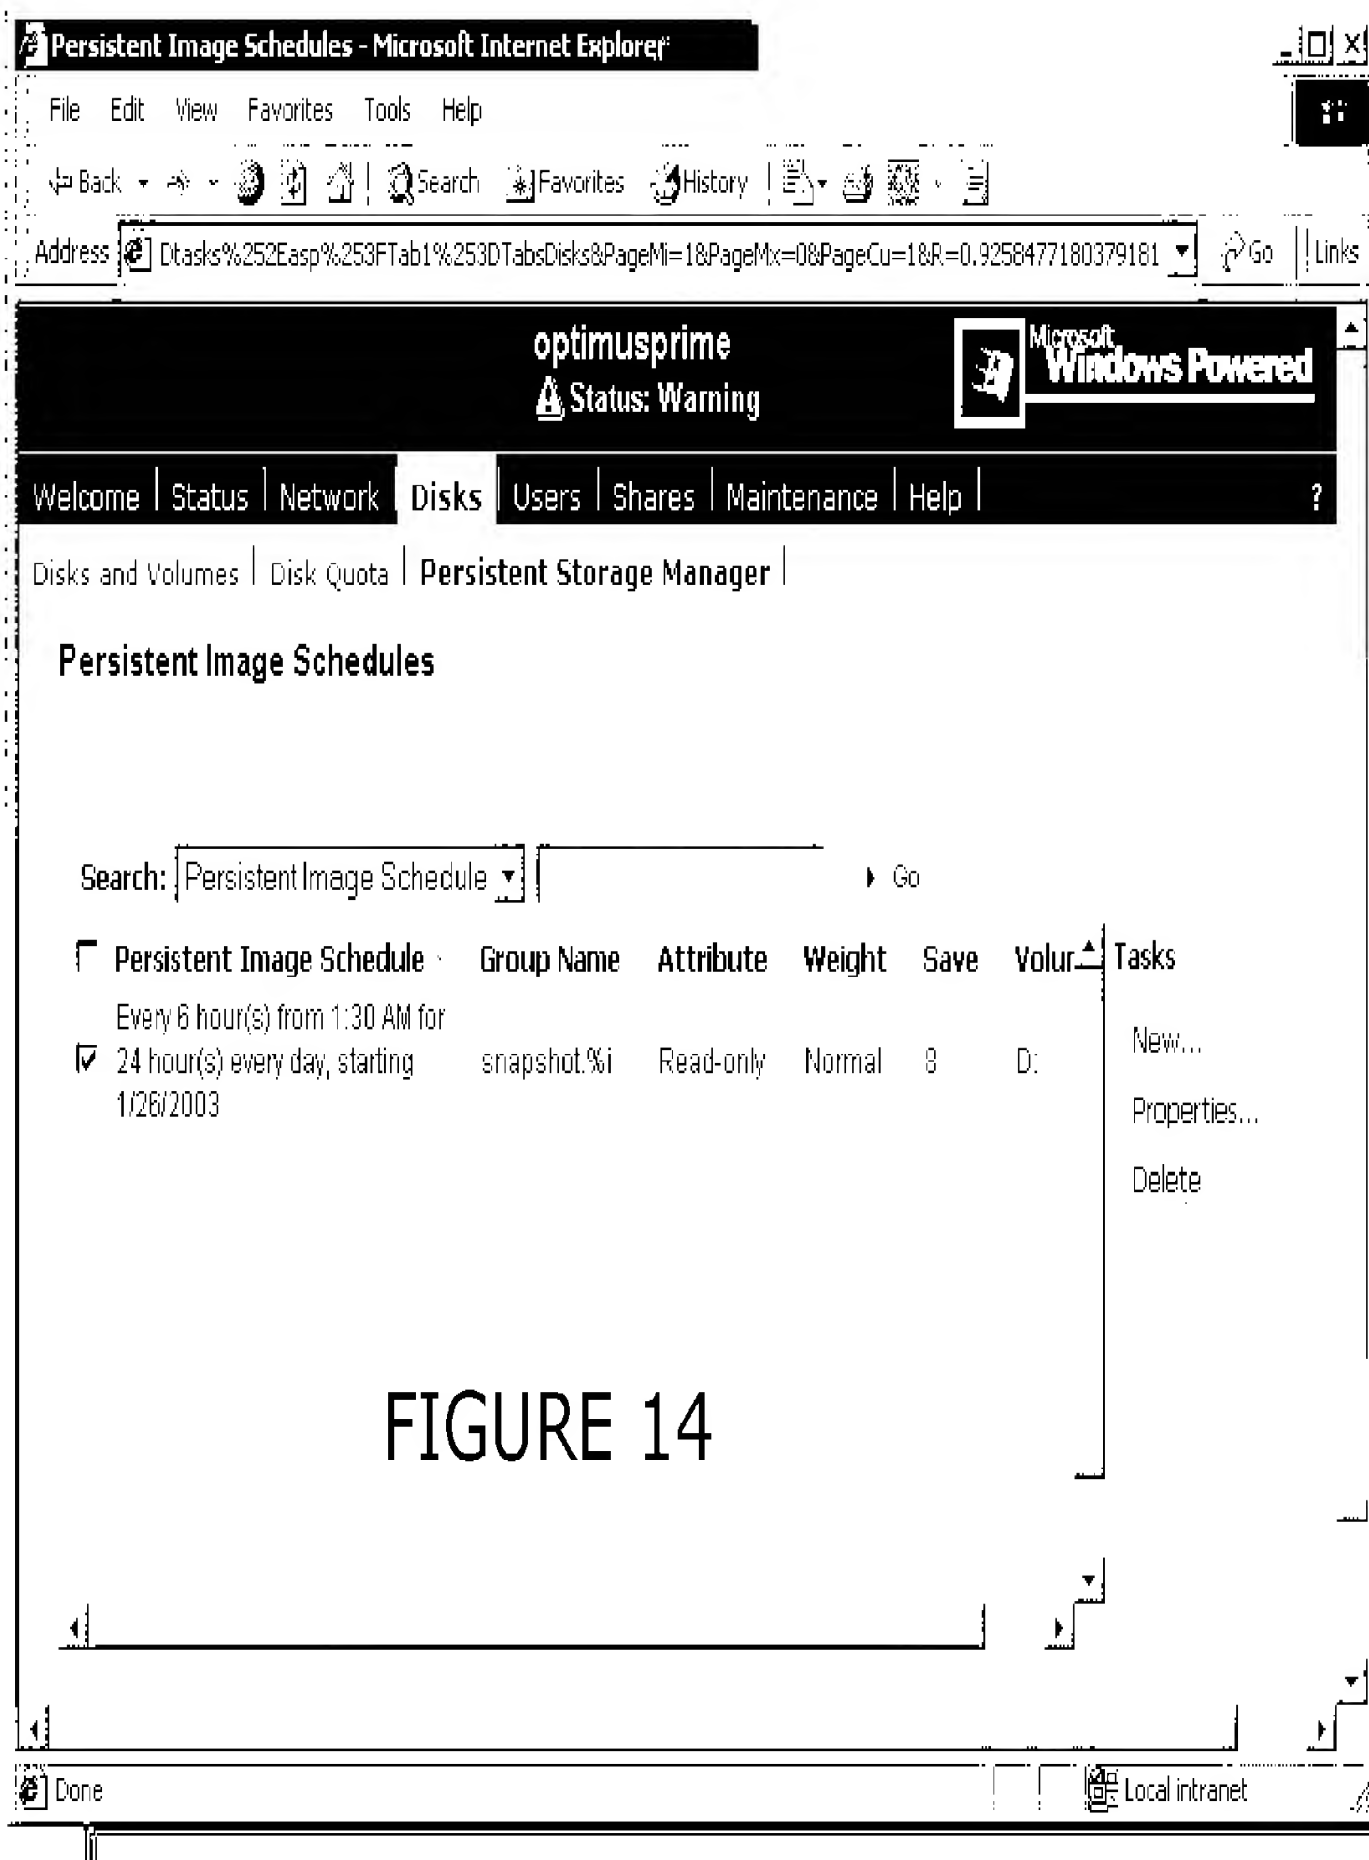 Persistent Image Schedules - Microsoft Internet Explorer
File Edit View Favorites Tools Help
Back Search Favorites History
Address Dtasks%252Easp%253FTab1%253DTabsDisks&PageMi=1&PageMx=0&PageCu=1&R=0.9258477180379181 Go Links
optimusprime
Status: Warning
Microsoft
Windows Powered
Welcome | Status | Network | Disks | Users | Shares | Maintenance | Help | ?
Disks and Volumes | Disk Quota | Persistent Storage Manager |
Persistent Image Schedules
Search: Persistent Image Schedule Go
Persistent Image Schedule Group Name Attribute Weight Save Volur Tasks
Every 6 hour(s) from 1:30 AM for
24 hour(s) every day, starting snapshot.%i Read-only Normal 8 D:
1/26/2003
New...
Properties...
Delete
FIGURE 14
Done Local intranet